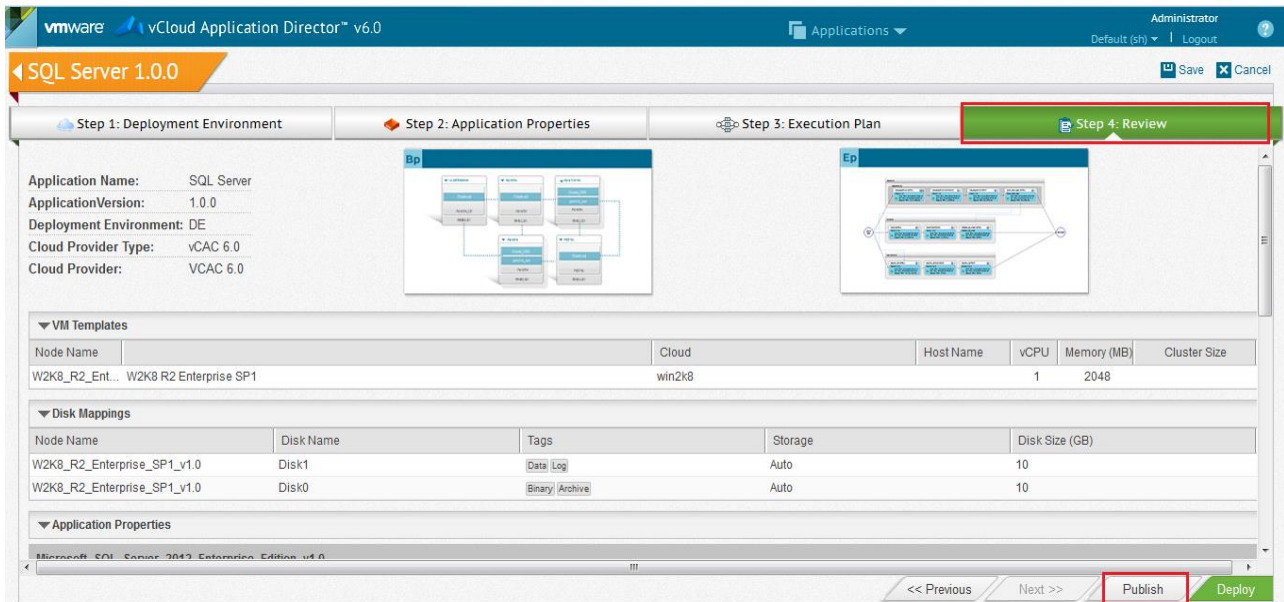 vmware vCloud Application Director™ v6.0
Applications
Administrator
Default (sh) | Logout
?
SQL Server 1.0.0
Save Cancel
Step 1: Deployment Environment
Step 2: Application Properties
Step 3: Execution Plan
Step 4: Review
Application Name: SQL Server
ApplicationVersion: 1.0.0
Deployment Environment: DE
Cloud Provider Type: vCAC 6.0
Cloud Provider: VCAC 6.0
Bp
Ep
VM Templates
Node Name Cloud Host Name vCPU Memory (MB) Cluster Size
W2K8_R2_Ent... W2K8 R2 Enterprise SP1 win2k8 1 2048
Disk Mappings
Node Name Disk Name Tags Storage Disk Size (GB)
W2K8_R2_Enterprise_SP1_v1.0 Disk1 Data Log Auto 10
W2K8_R2_Enterprise_SP1_v1.0 Disk0 Binary Archive Auto 10
Application Properties
Microsoft_SQL_Server_2012_Enterprise_Edition_v1.0
<< Previous Next >> Publish Deploy